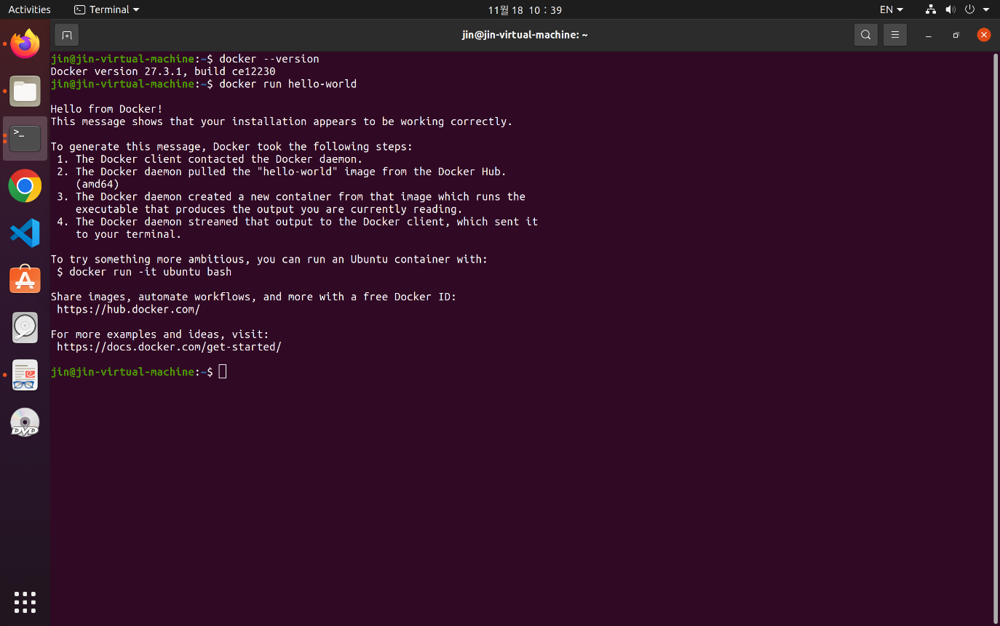 Activities
Terminal
11월 18 10 : 39
EN
jin@jin-virtual-machine: ~
jin@jin-virtual-machine:~$ docker --version
Docker version 27.3.1, build ce12230
jin@jin-virtual-machine:~$ docker run hello-world
Hello from Docker!
This message shows that your installation appears to be working correctly.
To generate this message, Docker took the following steps:
1. The Docker client contacted the Docker daemon.
2. The Docker daemon pulled the "hello-world" image from the Docker Hub.
(amd64)
3. The Docker daemon created a new container from that image which runs the
executable that produces the output you are currently reading.
4. The Docker daemon streamed that output to the Docker client, which sent it
to your terminal.
To try something more ambitious, you can run an Ubuntu container with:
$ docker run -it ubuntu bash
Share images, automate workflows, and more with a free Docker ID:
https://hub.docker.com/
For more examples and ideas, visit:
https://docs.docker.com/get-started/
jin@jin-virtual-machine:~$
DVD